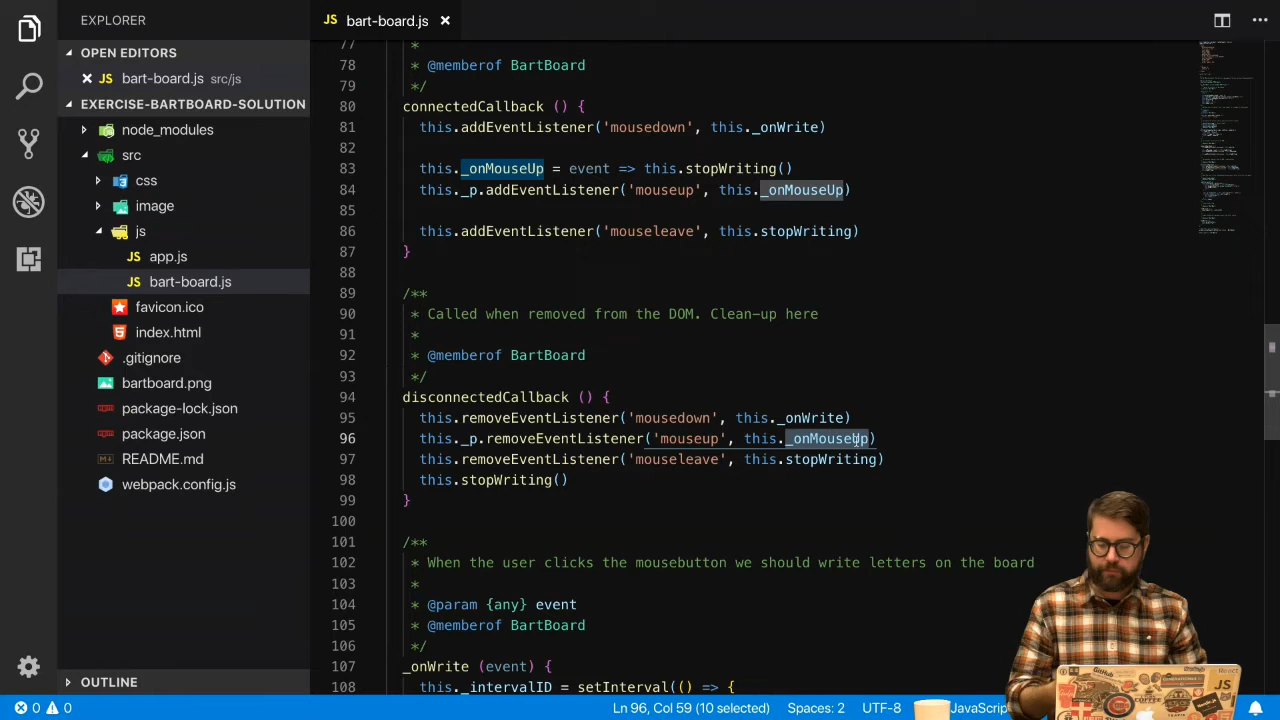 EXPLORER
OPEN EDITORS
JS bart-board.js src/js
EXERCISE-BARTBOARD-SOLUTION
node_modules
src
css
image
js
JS app.js
JS bart-board.js
favicon.ico
index.html
.gitignore
bartboard.png
package-lock.json
package.json
README.md
webpack.config.js
OUTLINE
JS bart-board.js
77 *
78 * @memberof BartBoard
79 */
80 connectedCallback () {
81 this.addEventListener('mousedown', this._onWrite)
82
83 this._onMouseUp = event => this.stopWriting
84 this._p.addEventListener('mouseup', this._onMouseUp)
85
86 this.addEventListener('mouseleave', this.stopWriting)
87 }
88
89 /**
90 * Called when removed from the DOM. Clean-up here
91 *
92 * @memberof BartBoard
93 */
94 disconnectedCallback () {
95 this.removeEventListener('mousedown', this._onWrite)
96 this._p.removeEventListener('mouseup', this._onMouseUp)
97 this.removeEventListener('mouseleave', this.stopWriting)
98 this.stopWriting()
99 }
100
101 /**
102 * When the user clicks the mousebutton we should write letters on the board
103 *
104 * @param {any} event
105 * @memberof BartBoard
106 */
107 _onWrite (event) {
108 this._intervalID = setInterval(() => {
0 0
Ln 96, Col 59 (10 selected)
Spaces: 2
UTF-8
JavaScrip
GitHub
React
JS